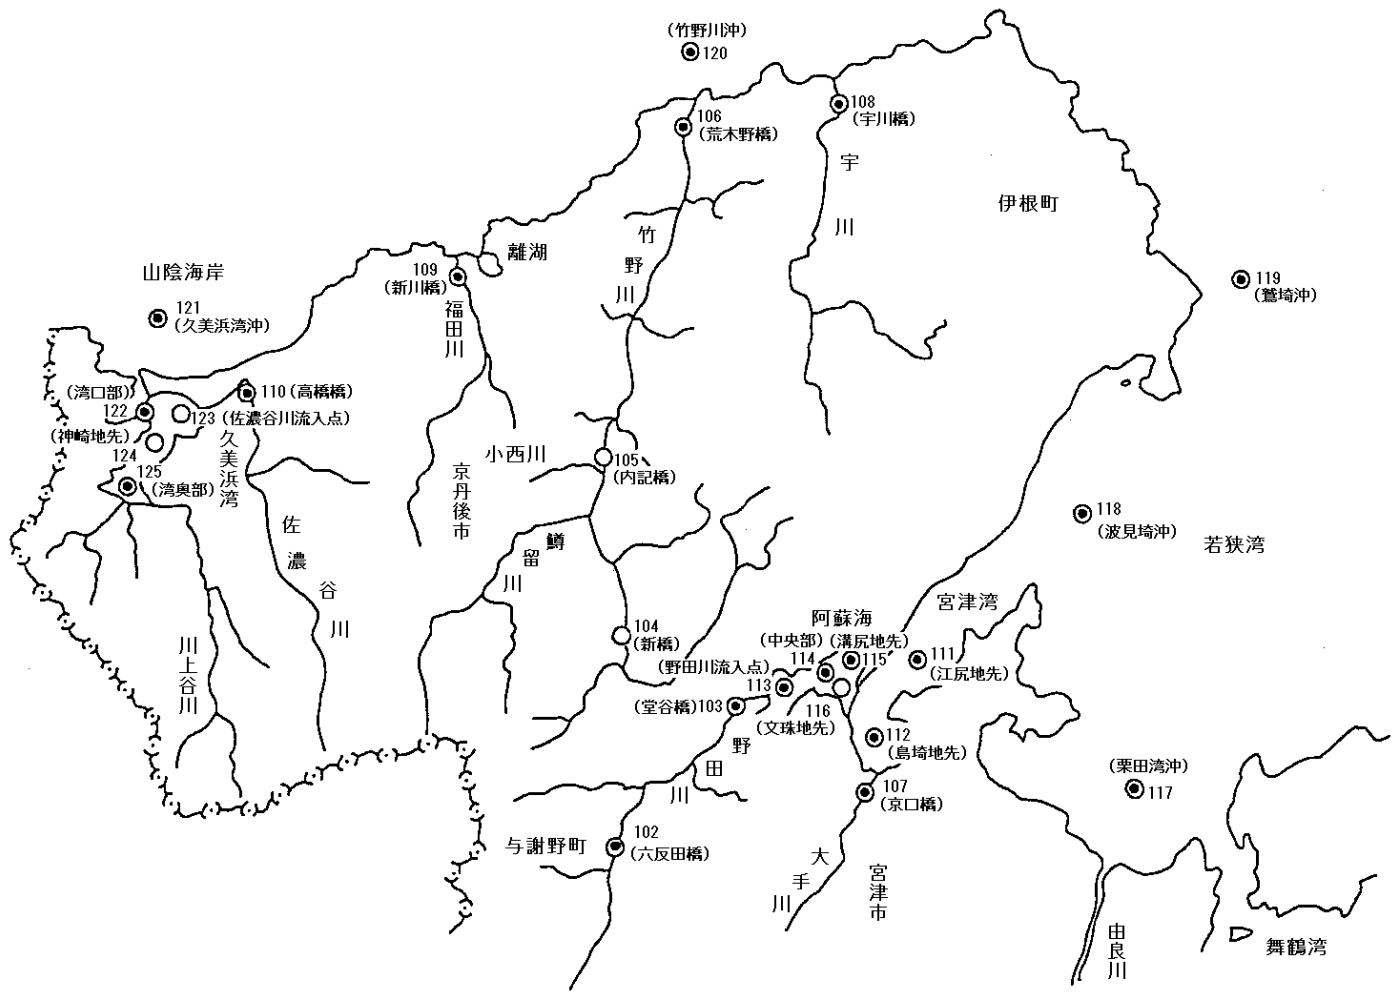 (竹野川沖)
120
106
(荒木野橋)
108
(宇川橋)
宇川
伊根町
竹野川
離湖
山陰海岸
121
(久美浜湾沖)
109
(新川橋)
福田川
119
(鷲埼沖)
(湾口部)
122
110(高橋橋)
123(佐濃谷川流入点)
(神崎地先)
124
125
(湾奥部)
久美浜湾
小西川
105
(内記橋)
京丹後市
佐濃谷川
鱒留川
118
(波見埼沖)
若狭湾
川上谷川
104
(新橋)
阿蘇海
宮津湾
(中央部)(溝尻地先)
114
115
111
(江尻地先)
(野田川流入点)
113
(堂谷橋)103
116
(文珠地先)
112
(島埼地先)
野田川
107
(京口橋)
(栗田湾沖)
117
与謝野町
102
(六反田橋)
大手川
宮津市
由良川
舞鶴湾